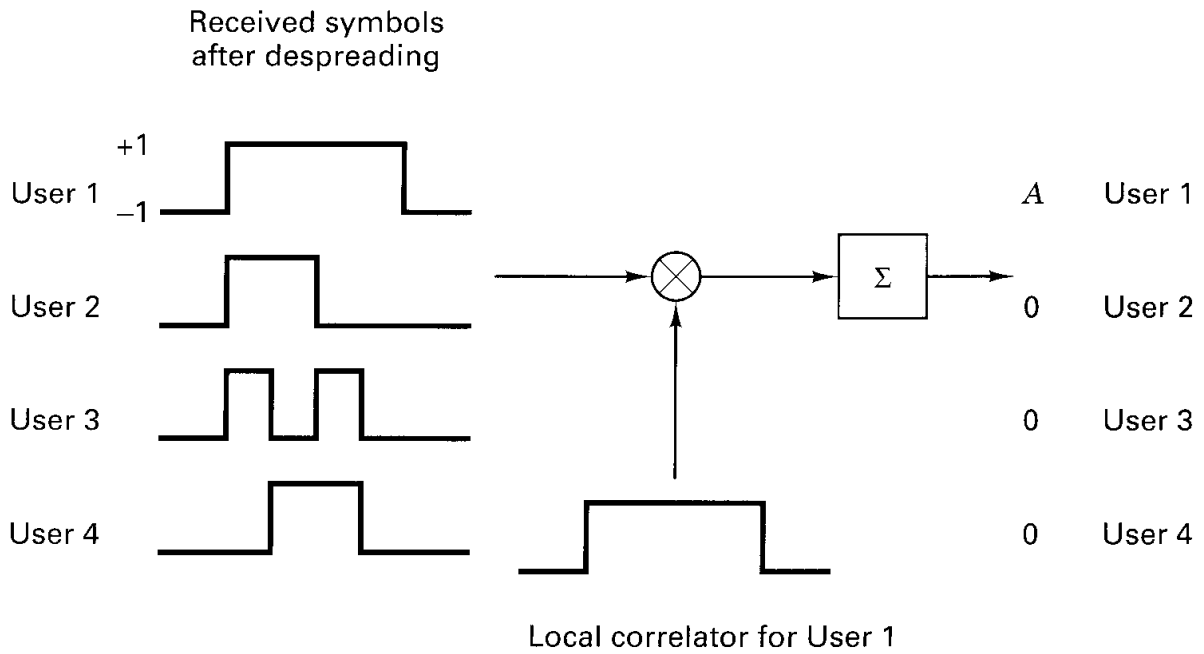 Received symbols
after despreading
+1
User 1
−1
A User 1
User 2
Σ
0 User 2
User 3
0 User 3
User 4
0 User 4
Local correlator for User 1